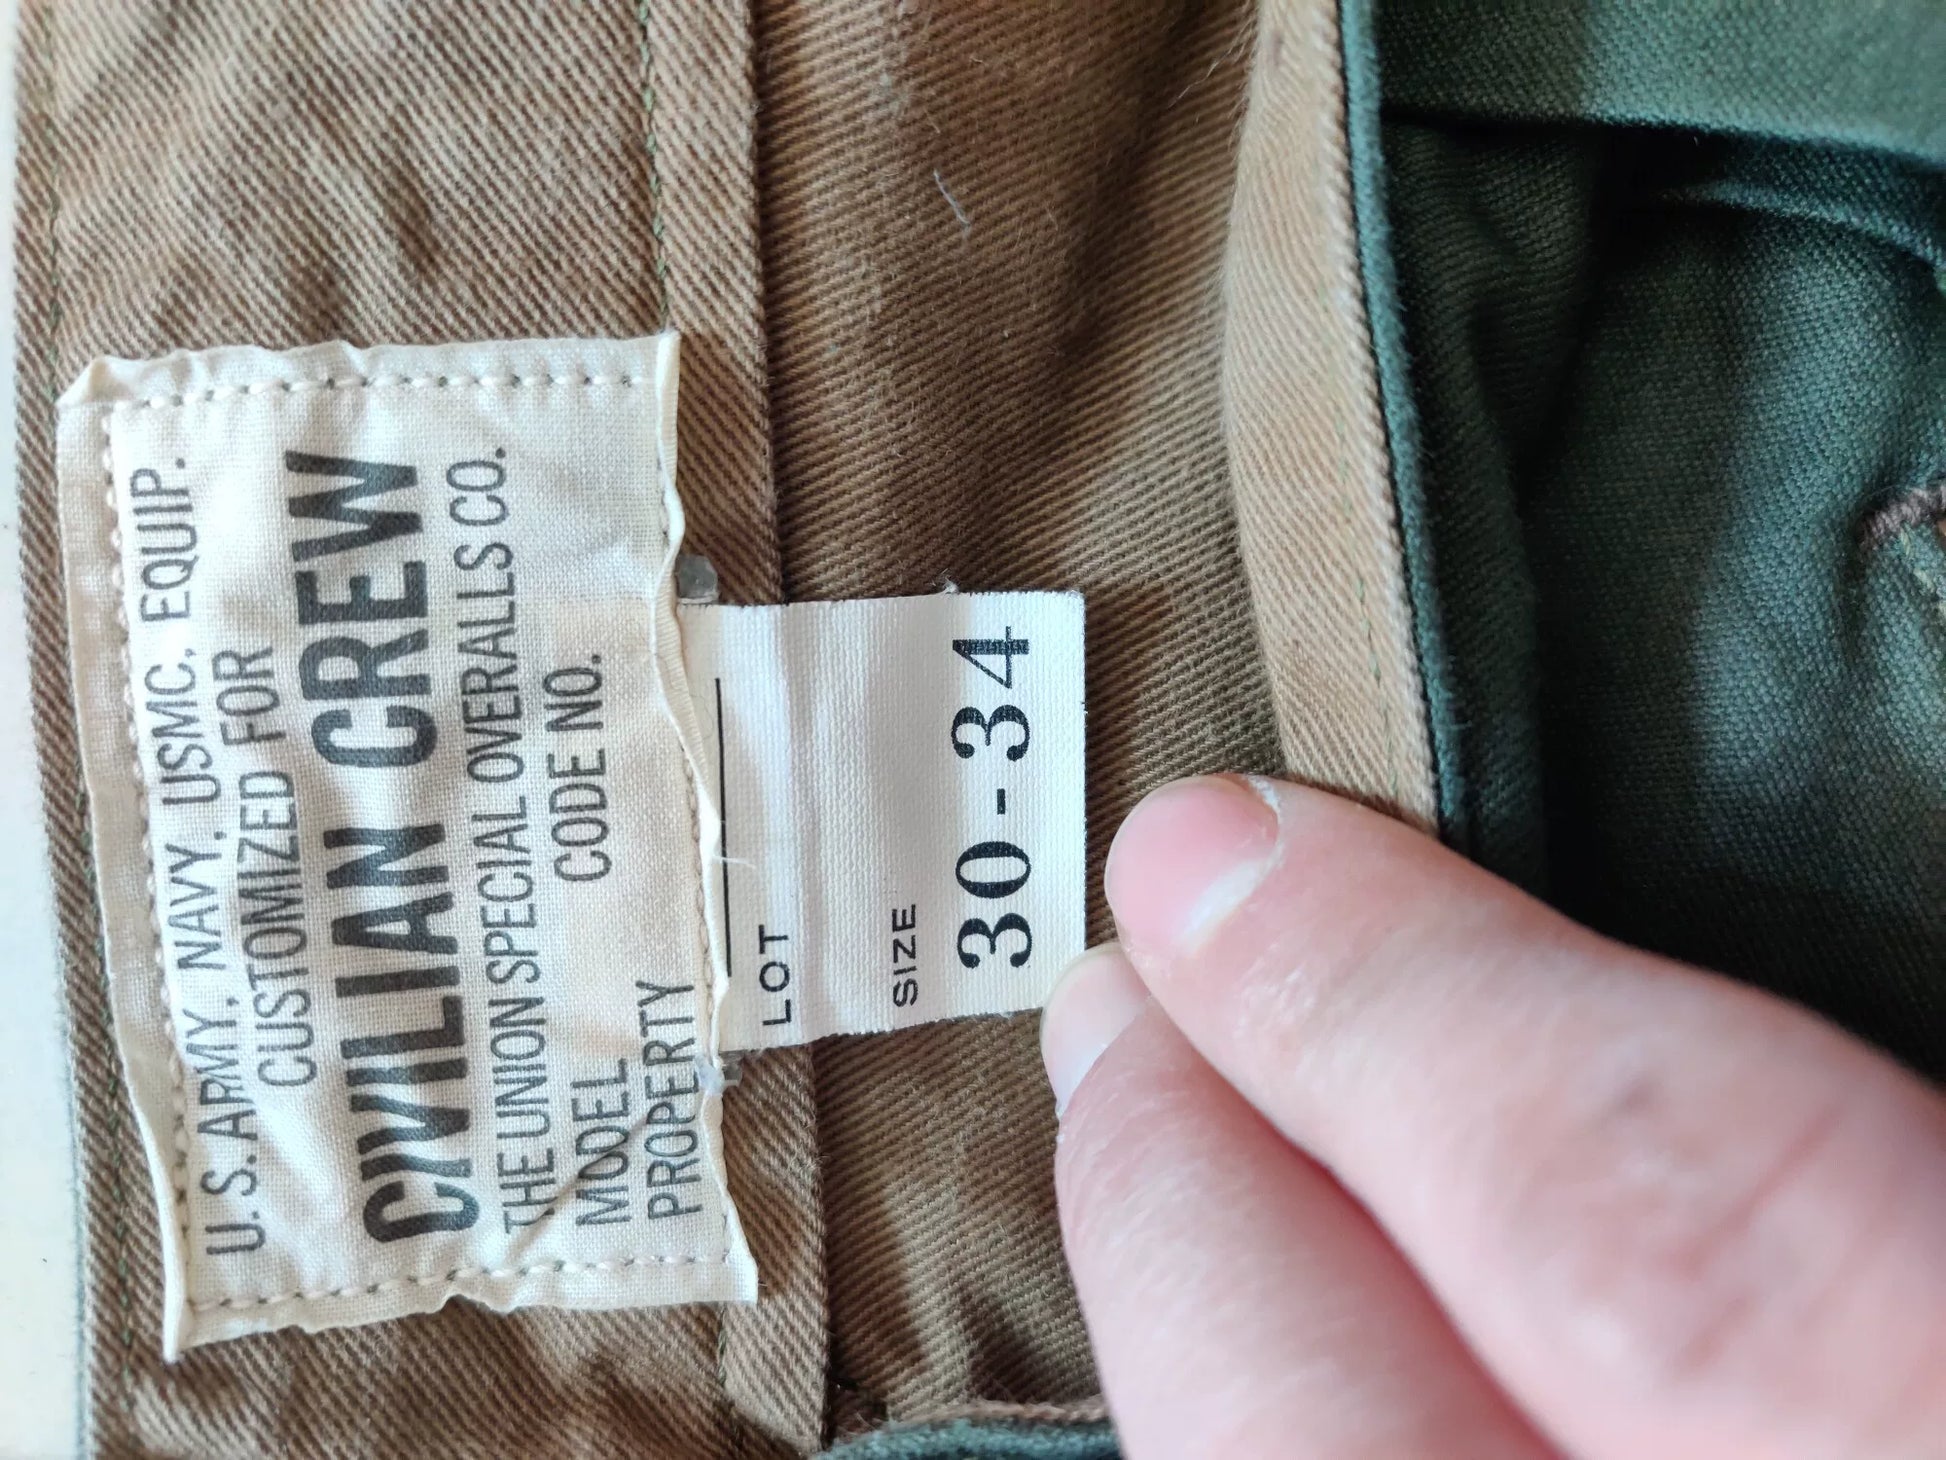 U.S. ARMY, NAVY, USMC, EQUIP.
CUSTOMIZED FOR
CIVILIAN CREW
THE UNION SPECIAL OVERALLS CO.
MODEL CODE NO.
PROPERTY
LOT
SIZE
30-34